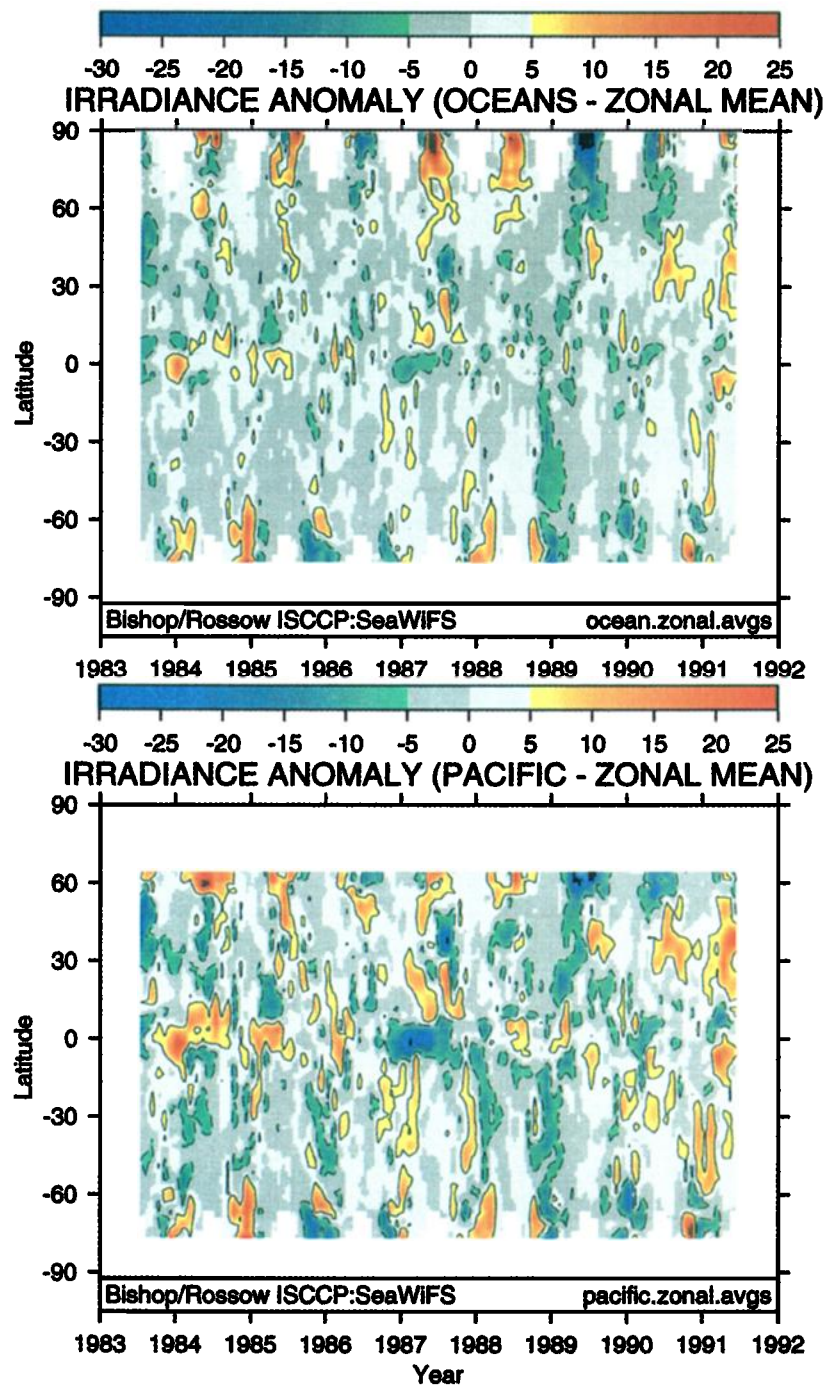 -30 -25 -20 -15 -10 -5 0 5 10 15 20 25
IRRADIANCE ANOMALY (OCEANS - ZONAL MEAN)
90
60
30
0
-30
-60
-90
Latitude
Bishop/Rossow ISCCP:SeaWiFS ocean.zonal.avgs
1983 1984 1985 1986 1987 1988 1989 1990 1991 1992
-30 -25 -20 -15 -10 -5 0 5 10 15 20 25
IRRADIANCE ANOMALY (PACIFIC - ZONAL MEAN)
90
60
30
0
-30
-60
-90
Latitude
Bishop/Rossow ISCCP:SeaWiFS pacific.zonal.avgs
1983 1984 1985 1986 1987 1988 1989 1990 1991 1992
Year